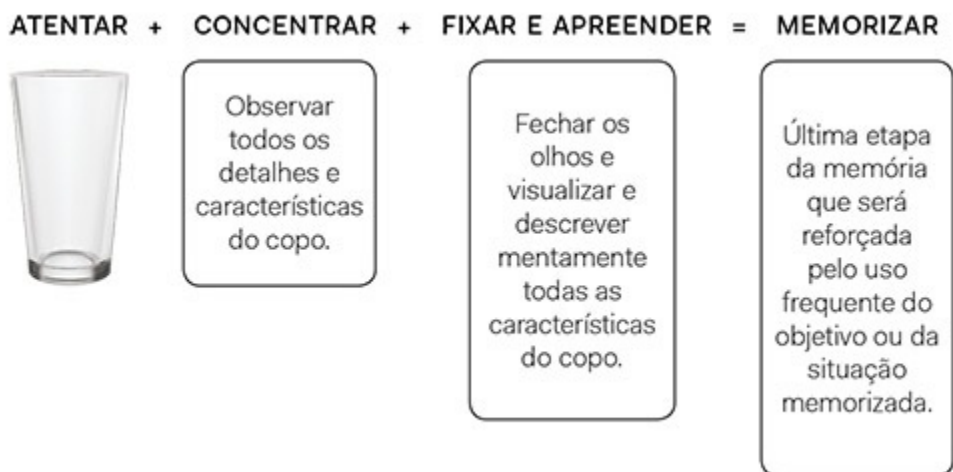 ATENTAR + CONCENTRAR + FIXAR E APREENDER = MEMORIZAR
Observar
todos os
detalhes e
características
do copo.
Fechar os
olhos e
visualizar e
descrever
mentamente
todas as
características
do copo.
Última etapa
da memória
que será
reforçada
pelo uso
frequente do
objetivo ou da
situação
memorizada.